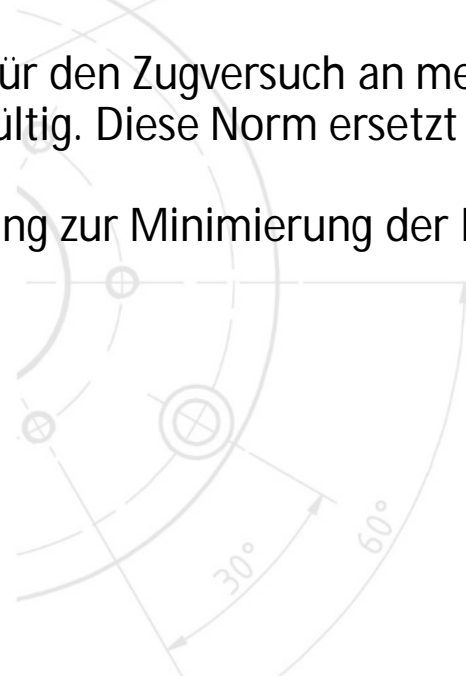 ür den Zugversuch an me
ültig. Diese Norm ersetzt
ng zur Minimierung der
30°
60°